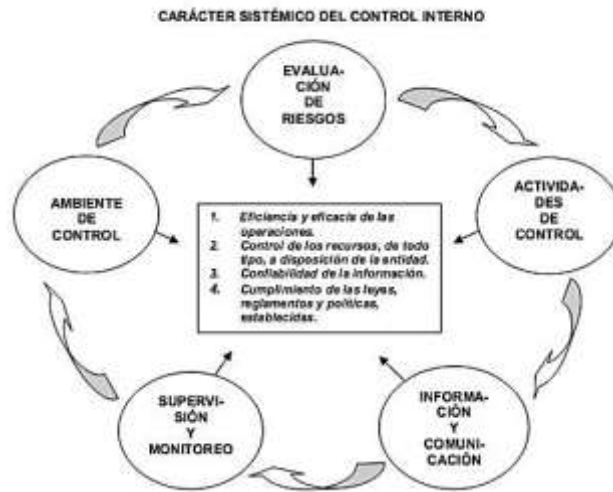 CARÁCTER SISTÉMICO DEL CONTROL INTERNO
EVALUA-
CIÓN
DE
RIESGOS
AMBIENTE
DE
CONTROL
ACTIVIDA-
DES
DE
CONTROL
1. Eficiencia y eficacia de las
operaciones.
2. Control de los recursos, de todo
tipo, a disposición de la entidad.
3. Confiabilidad de la información.
4. Cumplimiento de las leyes,
reglamentos y políticas,
establecidas.
SUPERVI-
SIÓN
Y
MONITOREO
INFORMA-
CIÓN
Y
COMUNI-
CACIÓN